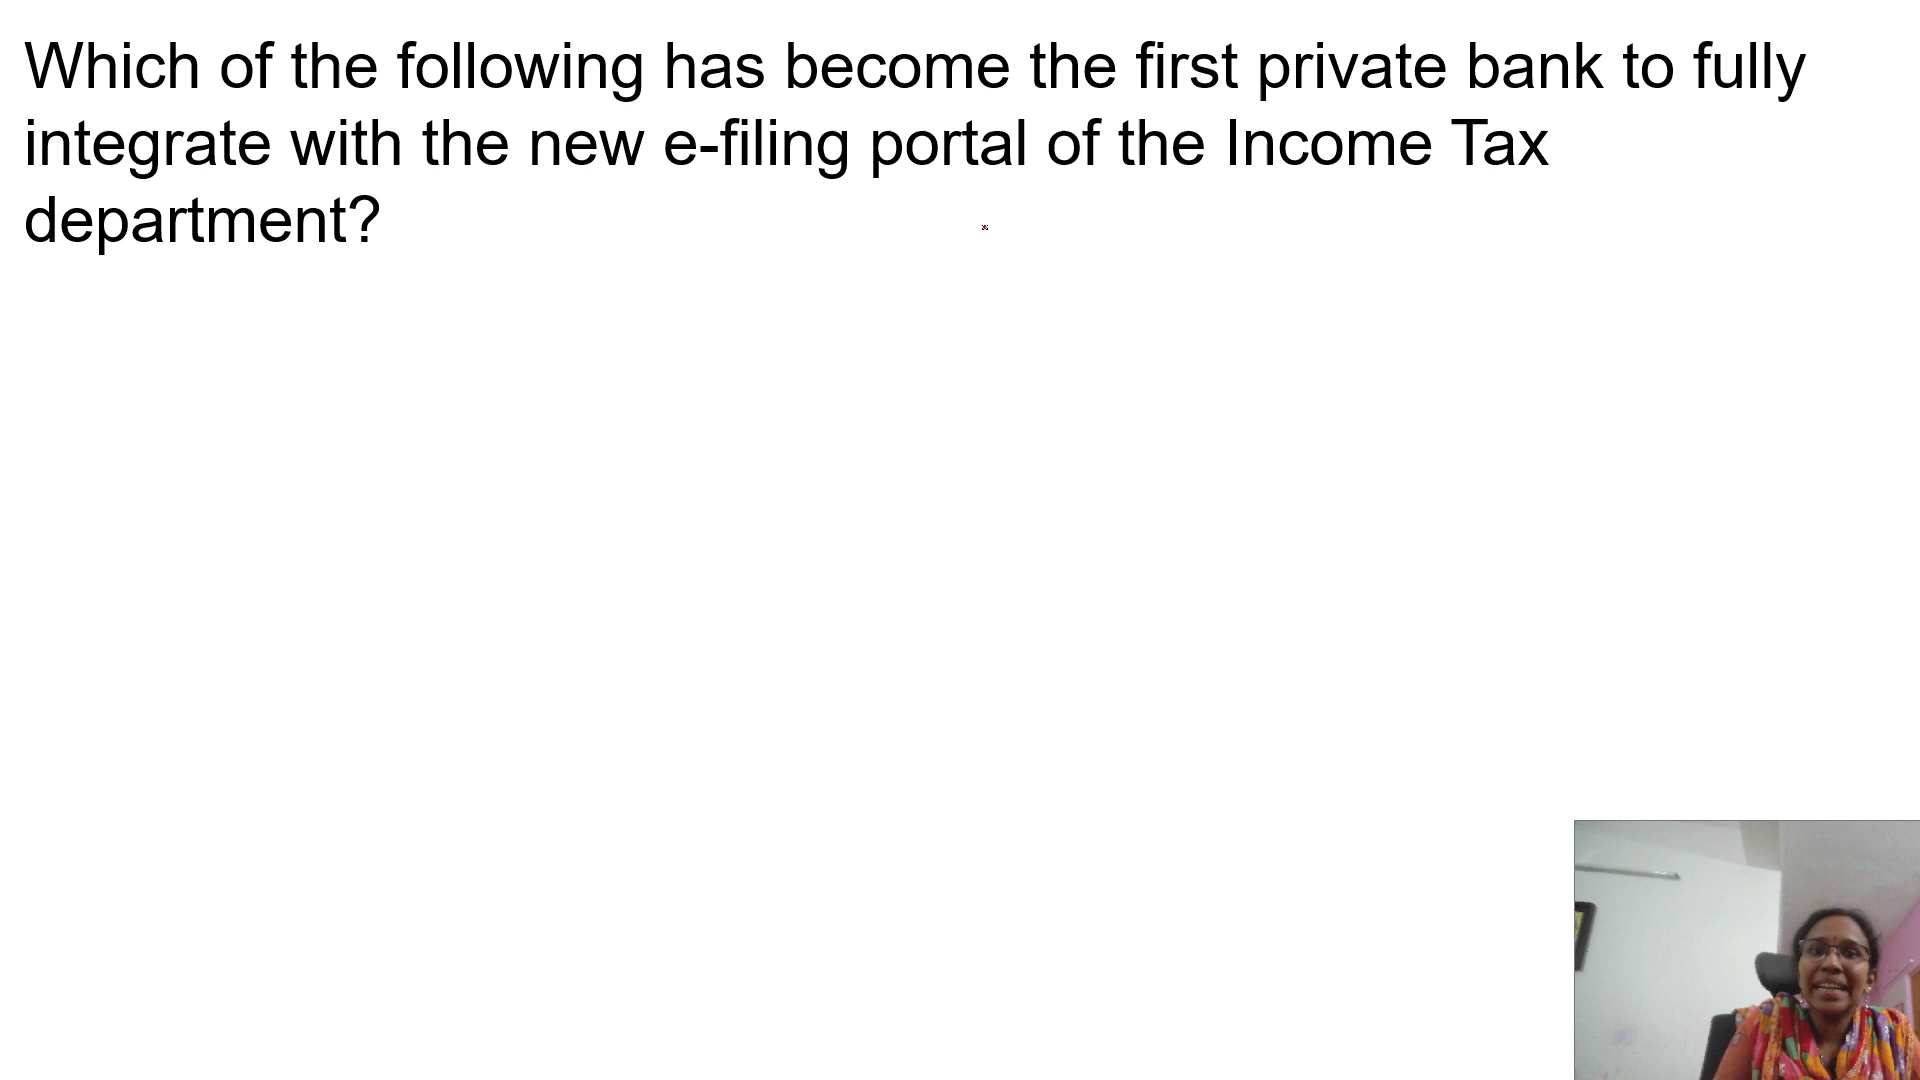 Which of the following has become the first private bank to fully
integrate with the new e-filing portal of the Income Tax
department?